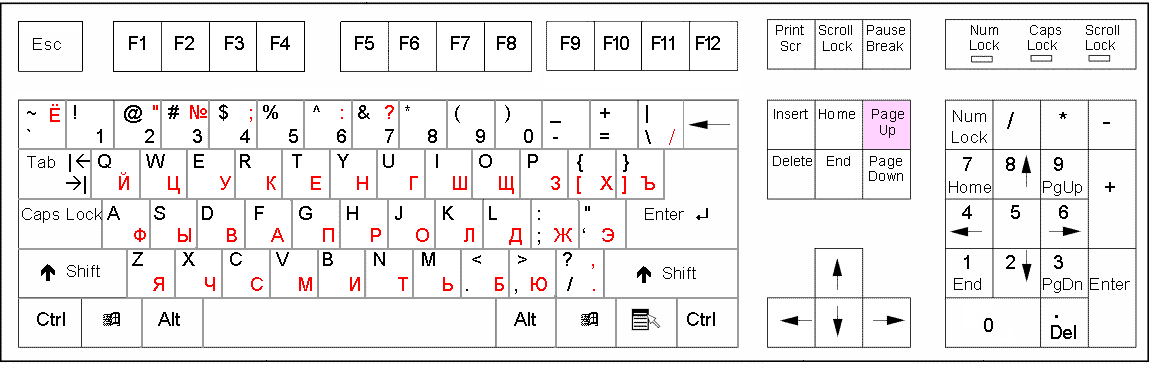 Esc F1 F2 F3 F4 F5 F6 F7 F8 F9 F10 F11 F12 Print Scr Scroll Lock Pause Break Num Lock Caps Lock Scroll Lock
~ Ё ! @ " # № $ ; % ^ : & ? * ( ) _ + |
` 1 2 3 4 5 6 7 8 9 0 - = \ /
Insert Home Page Up Num Lock / * -
Tab Q W E R T Y U I O P { }
Й Ц У К Е Н Г Ш Щ З [ Х ] Ъ
Delete End Page Down 7 Home 8 9 PgUp +
Caps Lock A S D F G H J K L : " Enter
Ф Ы В А П Р О Л Д ; Ж ‘ Э
4 5 6
Shift Z X C V B N M < > ? , Shift
Я Ч С М И Т Ь . Б , Ю / .
1 End 2 3 PgDn Enter
Ctrl Alt Alt Ctrl 0 . Del